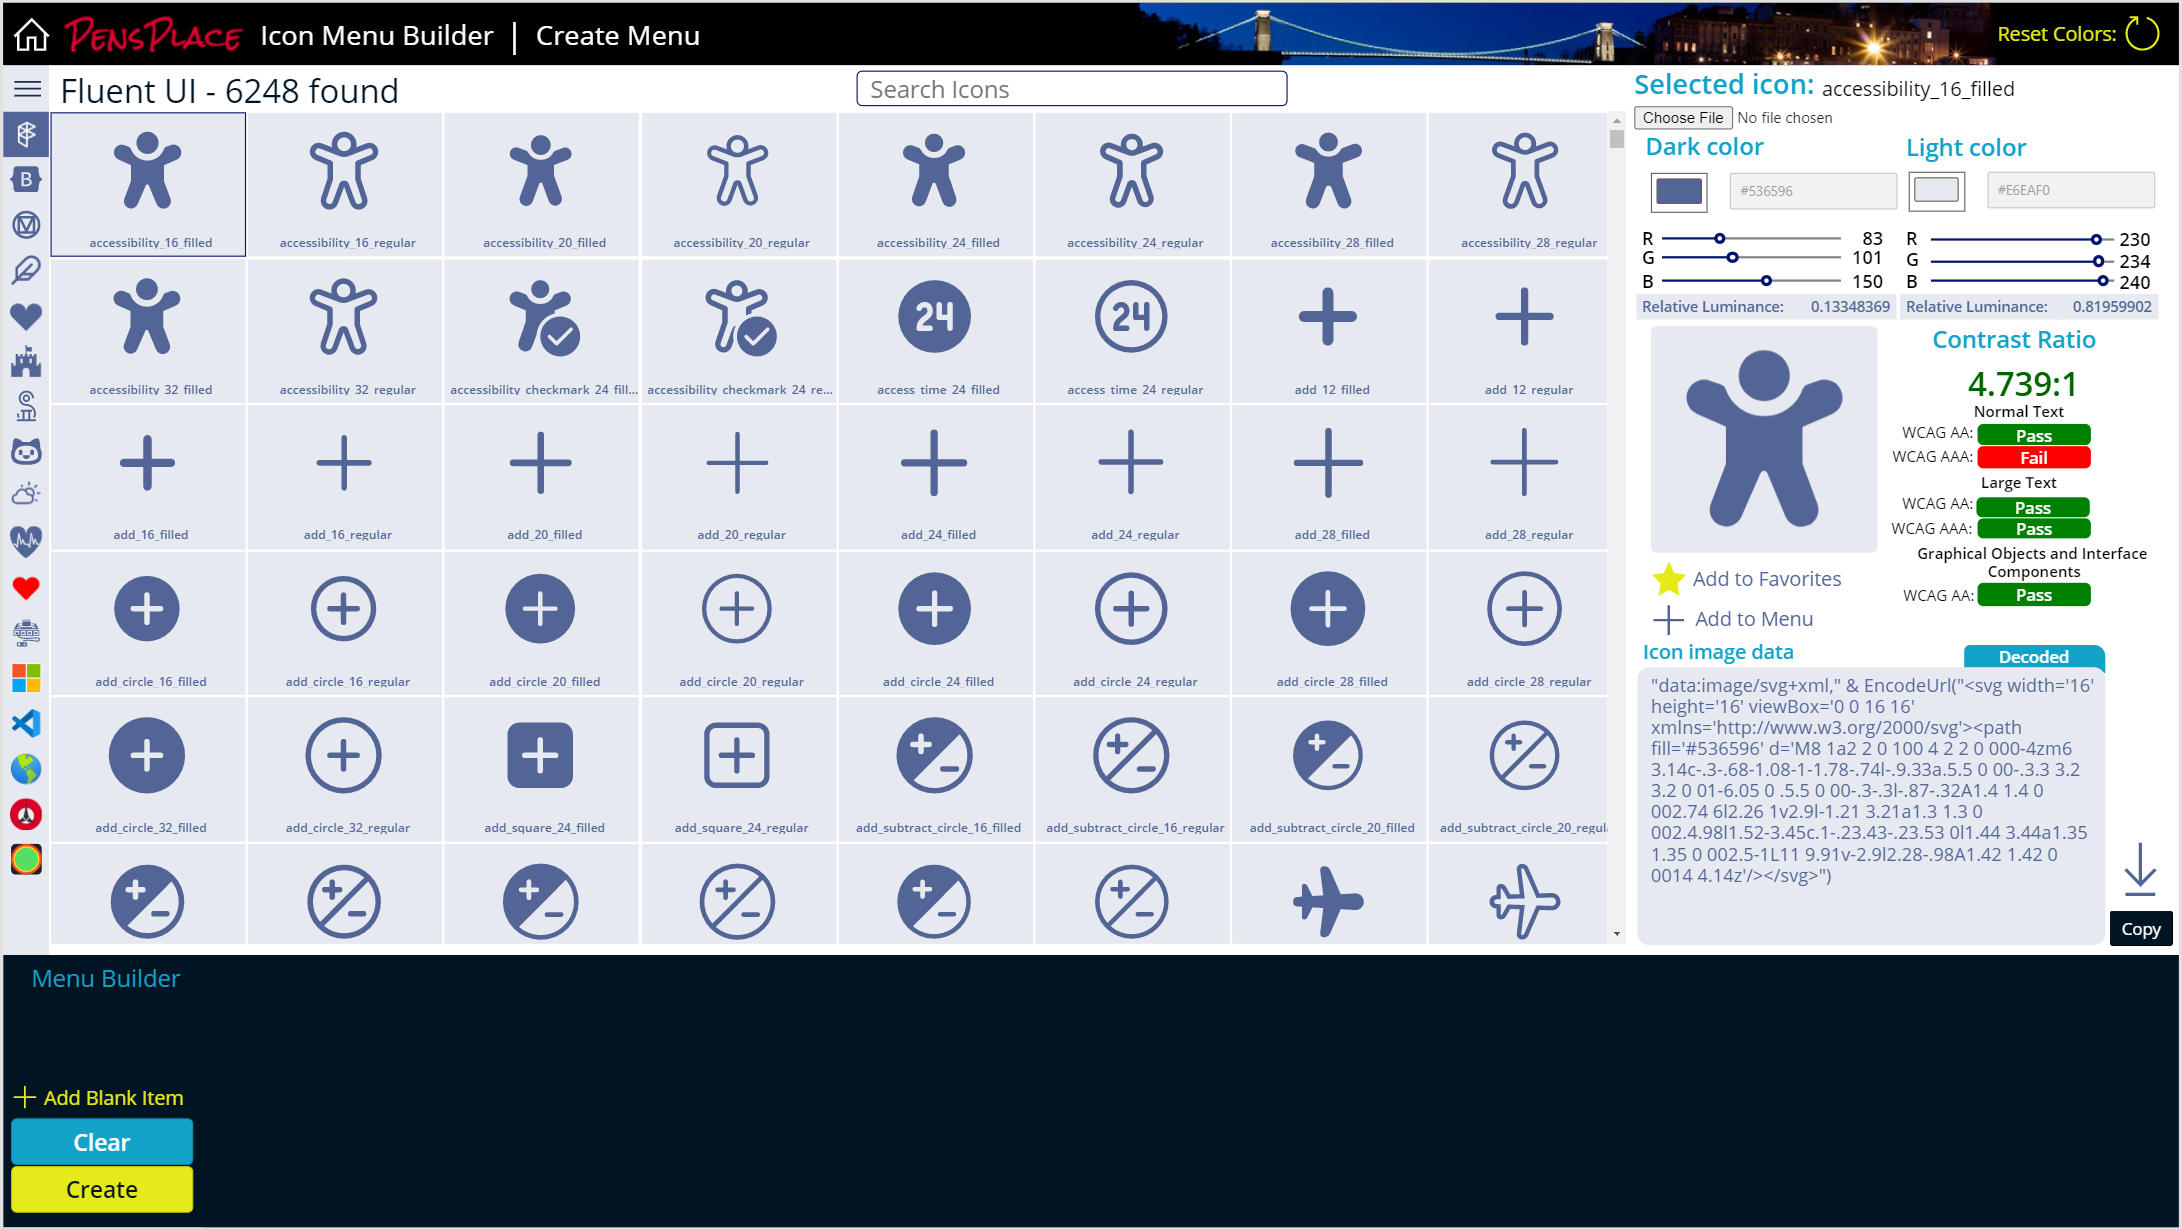 PENSPLACE Icon Menu Builder | Create Menu
Reset Colors:
Fluent UI - 6248 found
Search Icons
Selected icon: accessibility_16_filled
Choose File No file chosen
Dark color
Light color
#536596
#E6EAF0
R 83
G 101
B 150
R 230
G 234
B 240
Relative Luminance: 0.13348369
Relative Luminance: 0.81959902
B
accessibility_16_filled
accessibility_16_regular
accessibility_20_filled
accessibility_20_regular
accessibility_24_filled
accessibility_24_regular
accessibility_28_filled
accessibility_28_regular
24
24
accessibility_32_filled
accessibility_32_regular
accessibility_checkmark_24_fill...
accessibility_checkmark_24_re...
access_time_24_filled
access_time_24_regular
add_12_filled
add_12_regular
add_16_filled
add_16_regular
add_20_filled
add_20_regular
add_24_filled
add_24_regular
add_28_filled
add_28_regular
add_circle_16_filled
add_circle_16_regular
add_circle_20_filled
add_circle_20_regular
add_circle_24_filled
add_circle_24_regular
add_circle_28_filled
add_circle_28_regular
add_circle_32_filled
add_circle_32_regular
add_square_24_filled
add_square_24_regular
add_subtract_circle_16_filled
add_subtract_circle_16_regular
add_subtract_circle_20_filled
add_subtract_circle_20_regul
Contrast Ratio
4.739:1
Normal Text
WCAG AA: Pass
WCAG AAA: Fail
Large Text
WCAG AA: Pass
WCAG AAA: Pass
Graphical Objects and Interface
Components
WCAG AA: Pass
Add to Favorites
Add to Menu
Icon image data
Decoded
"data:image/svg+xml," & EncodeUrl("<svg width='16'
height='16' viewBox='0 0 16 16'
xmlns='http://www.w3.org/2000/svg'><path
fill='#536596' d='M8 1a2 2 0 100 4 2 2 0 000-4zm6
3.14c-.3-.68-1.08-1-1.78-.74l-.9.33a.5.5 0 00-.3.3 3.2
3.2 0 01-6.05 0 .5.5 0 00-.3-.3l-.87-.32A1.4 1.4 0
002.74 6l2.26 1v2.9l-1.21 3.21a1.3 1.3 0
002.4.98l1.52-3.45c.1-.23.43-.23.53 0l1.44 3.44a1.35
1.35 0 002.5-1L11 9.91v-2.9l2.28-.98A1.42 1.42 0
0014 4.14z'/></svg>")
Copy
Menu Builder
Add Blank Item
Clear
Create